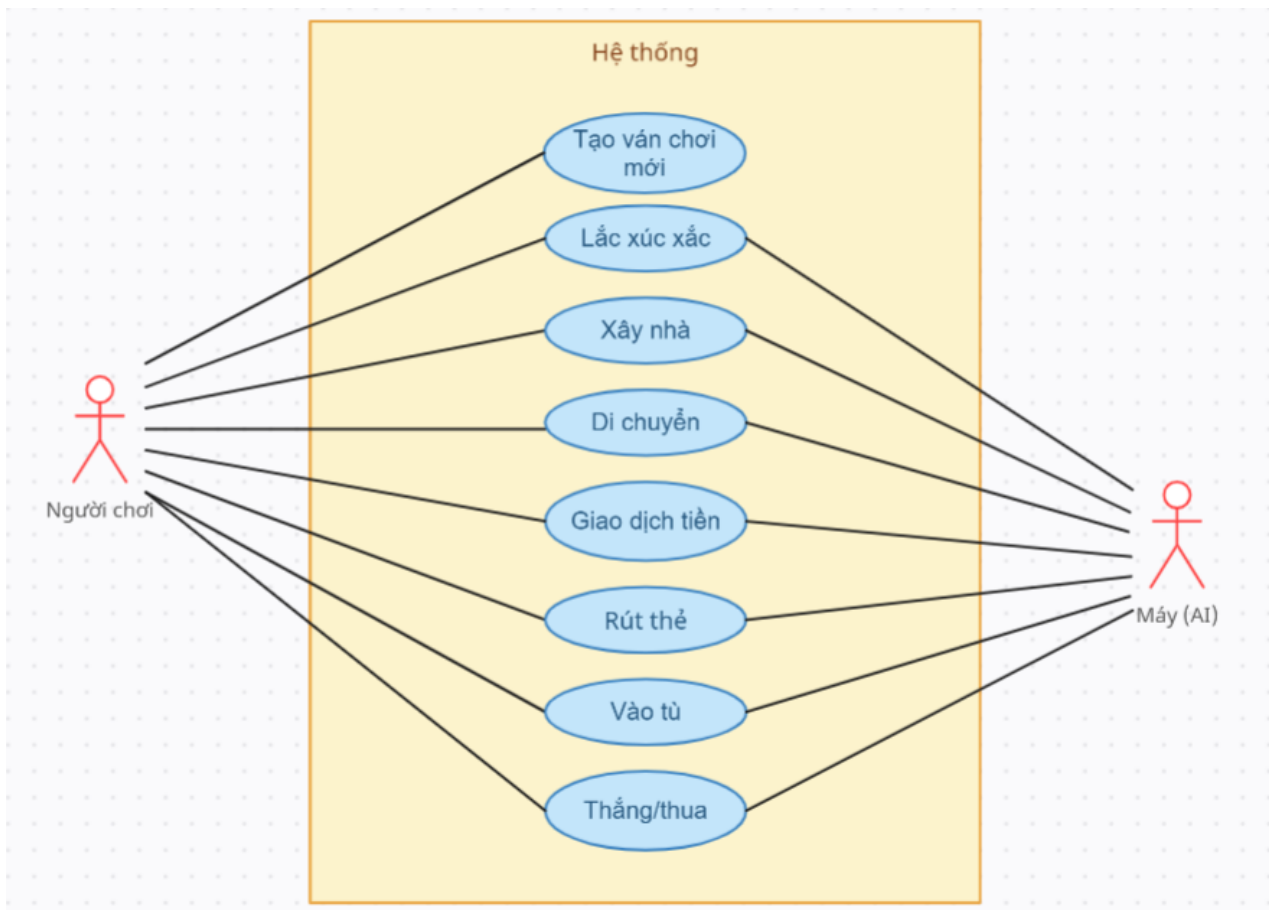 Hệ thống
Tạo ván chơi
mới
Lắc xúc xắc
Xây nhà
Di chuyển
Giao dịch tiền
Rút thẻ
Vào tù
Thắng/thua
Người chơi
Máy (AI)